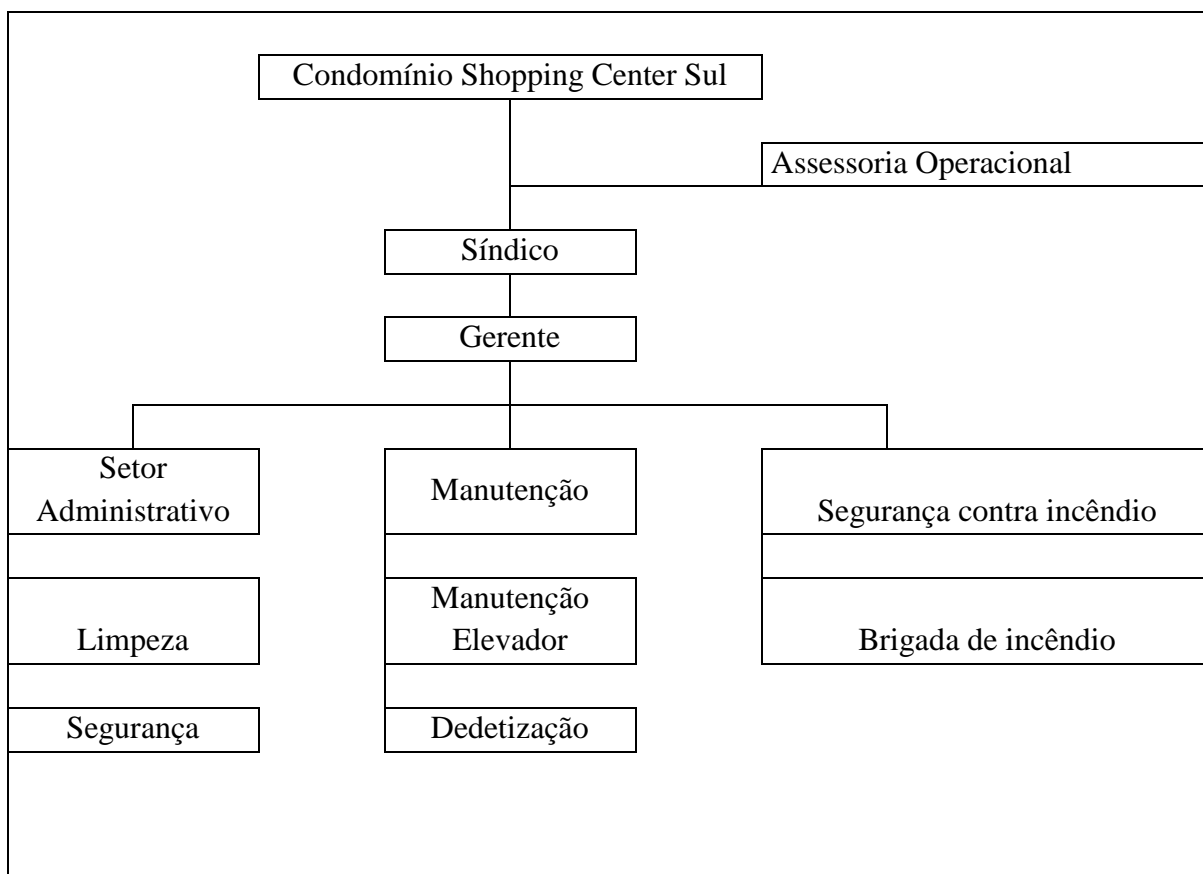 Condomínio Shopping Center Sul
Assessoria Operacional
Síndico
Gerente
Setor
Administrativo
Manutenção
Segurança contra incêndio
Limpeza
Manutenção
Elevador
Brigada de incêndio
Segurança
Dedetização